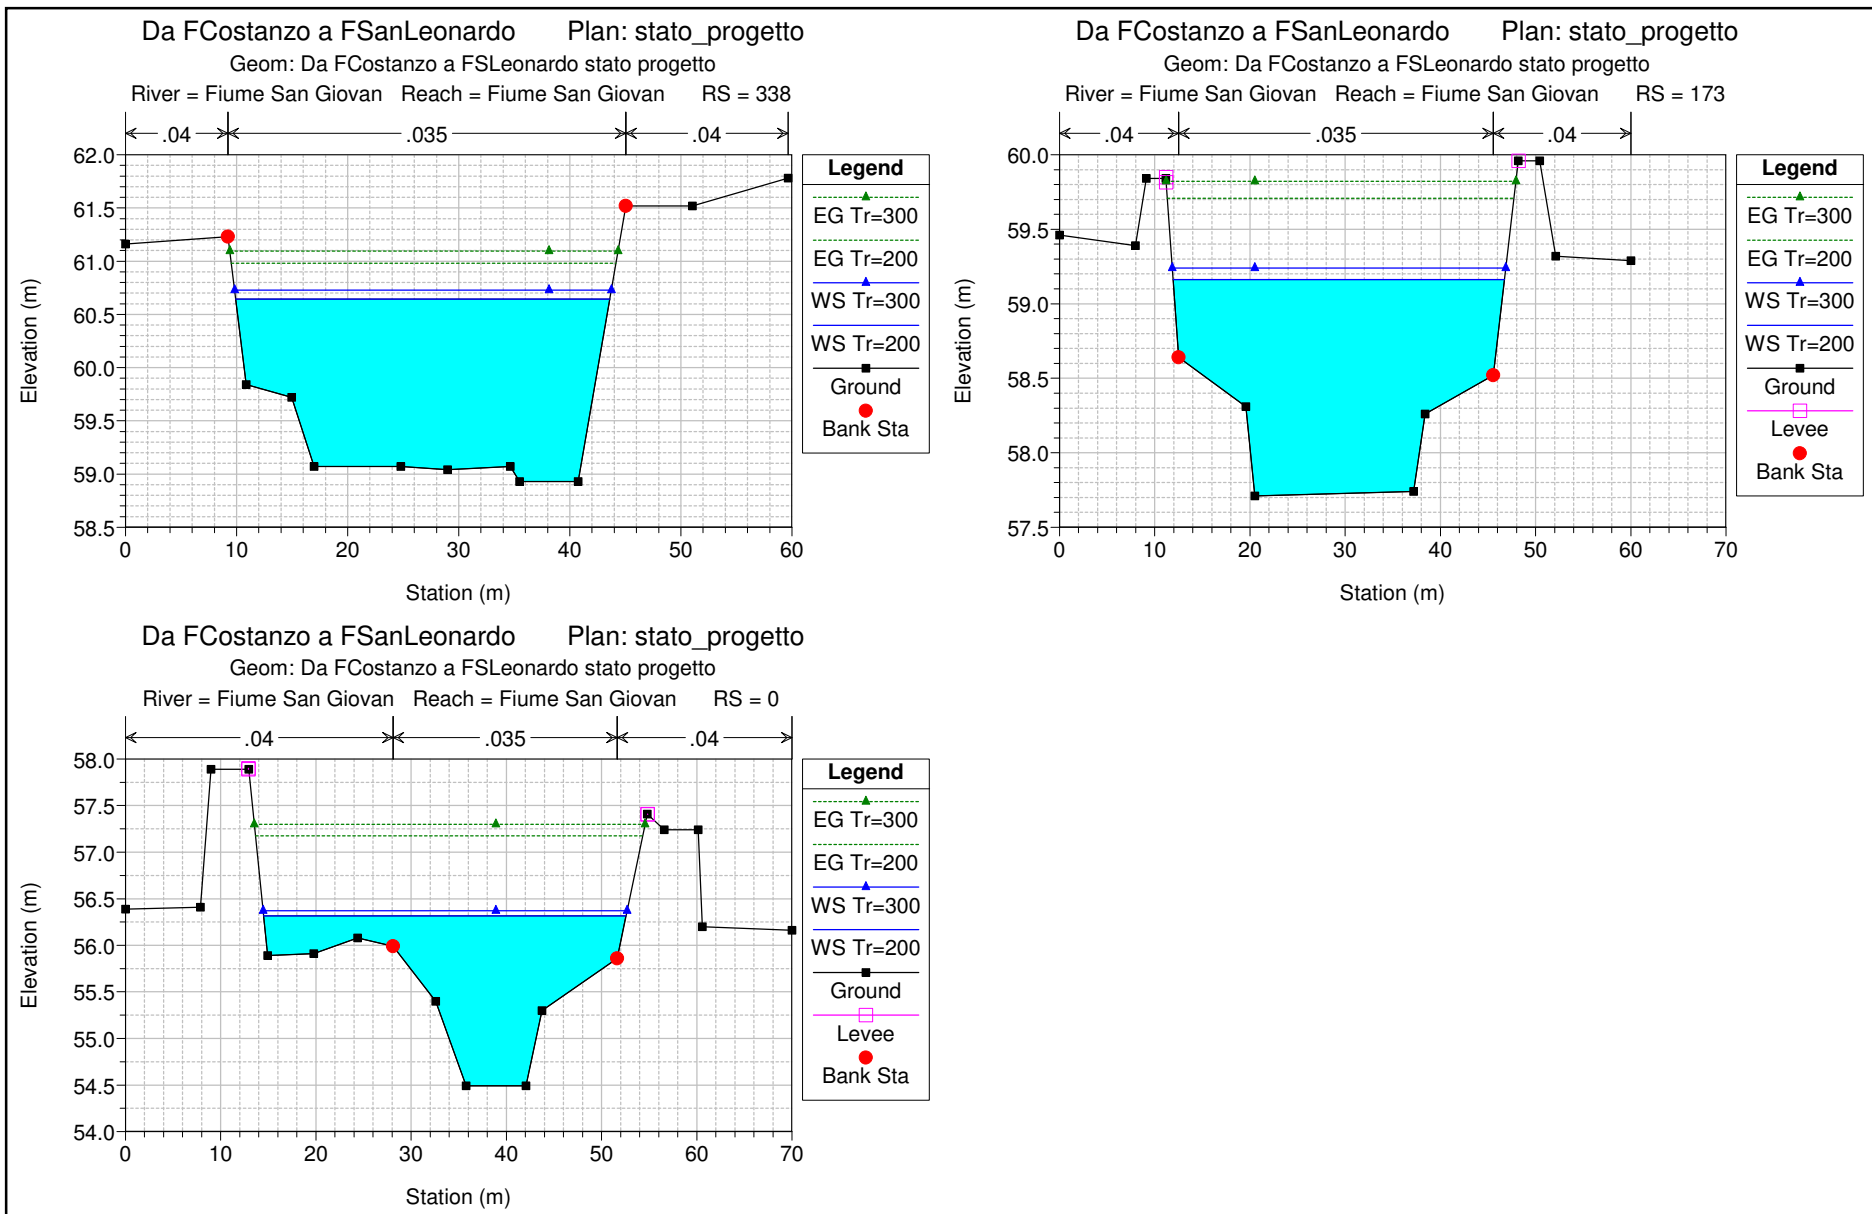 Da FCostanzo a FSanLeonardo Plan: stato_progetto
Geom: Da FCostanzo a FSLeonardo stato progetto
River = Fiume San Giovan Reach = Fiume San Giovan RS = 338
.04 .035 .04
62.0
61.5
61.0
60.5
60.0
59.5
59.0
58.5
Elevation (m)
0 10 20 30 40 50 60
Station (m)
Legend
EG Tr=300
EG Tr=200
WS Tr=300
WS Tr=200
Ground
Bank Sta
Da FCostanzo a FSanLeonardo Plan: stato_progetto
Geom: Da FCostanzo a FSLeonardo stato progetto
River = Fiume San Giovan Reach = Fiume San Giovan RS = 173
.04 .035 .04
60.0
59.5
59.0
58.5
58.0
57.5
Elevation (m)
0 10 20 30 40 50 60 70
Station (m)
Legend
EG Tr=300
EG Tr=200
WS Tr=300
WS Tr=200
Ground
Levee
Bank Sta
Da FCostanzo a FSanLeonardo Plan: stato_progetto
Geom: Da FCostanzo a FSLeonardo stato progetto
River = Fiume San Giovan Reach = Fiume San Giovan RS = 0
.04 .035 .04
58.0
57.5
57.0
56.5
56.0
55.5
55.0
54.5
54.0
Elevation (m)
0 10 20 30 40 50 60 70
Station (m)
Legend
EG Tr=300
EG Tr=200
WS Tr=300
WS Tr=200
Ground
Levee
Bank Sta